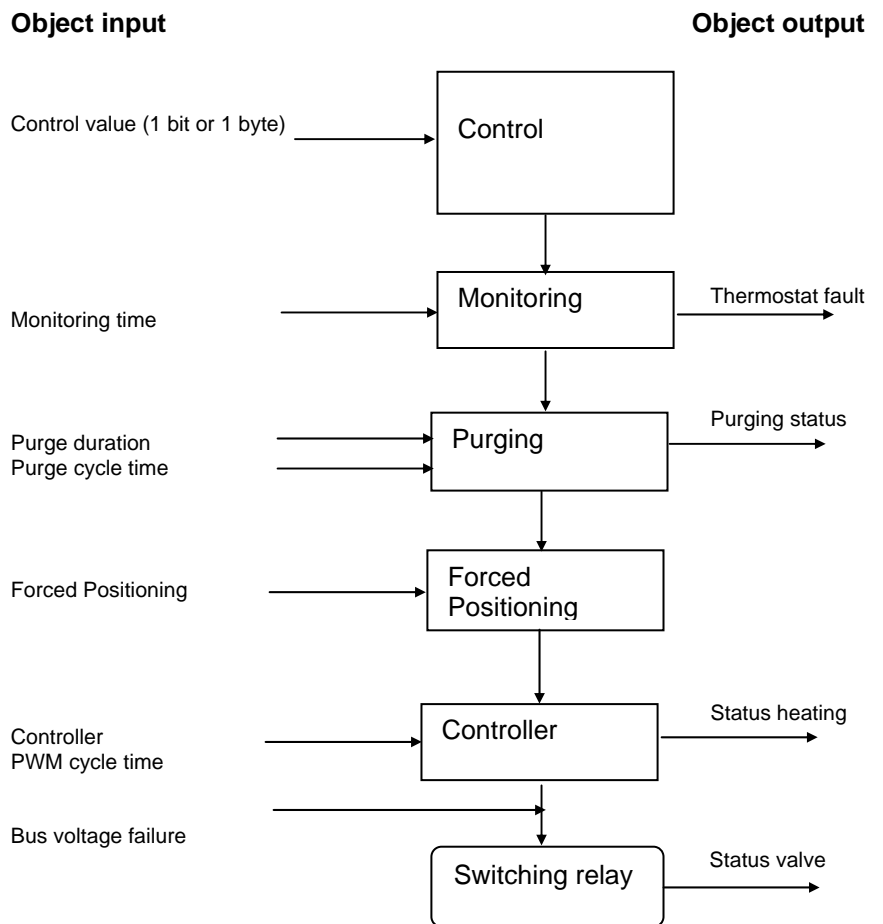 Object input
Object output
Control value (1 bit or 1 byte)
Control
Monitoring
Thermostat fault
Monitoring time
Purging status
Purging
Purge duration
Purge cycle time
Forced
Positioning
Forced Positioning
Status heating
Controller
Controller
PWM cycle time
Bus voltage failure
Status valve
Switching relay